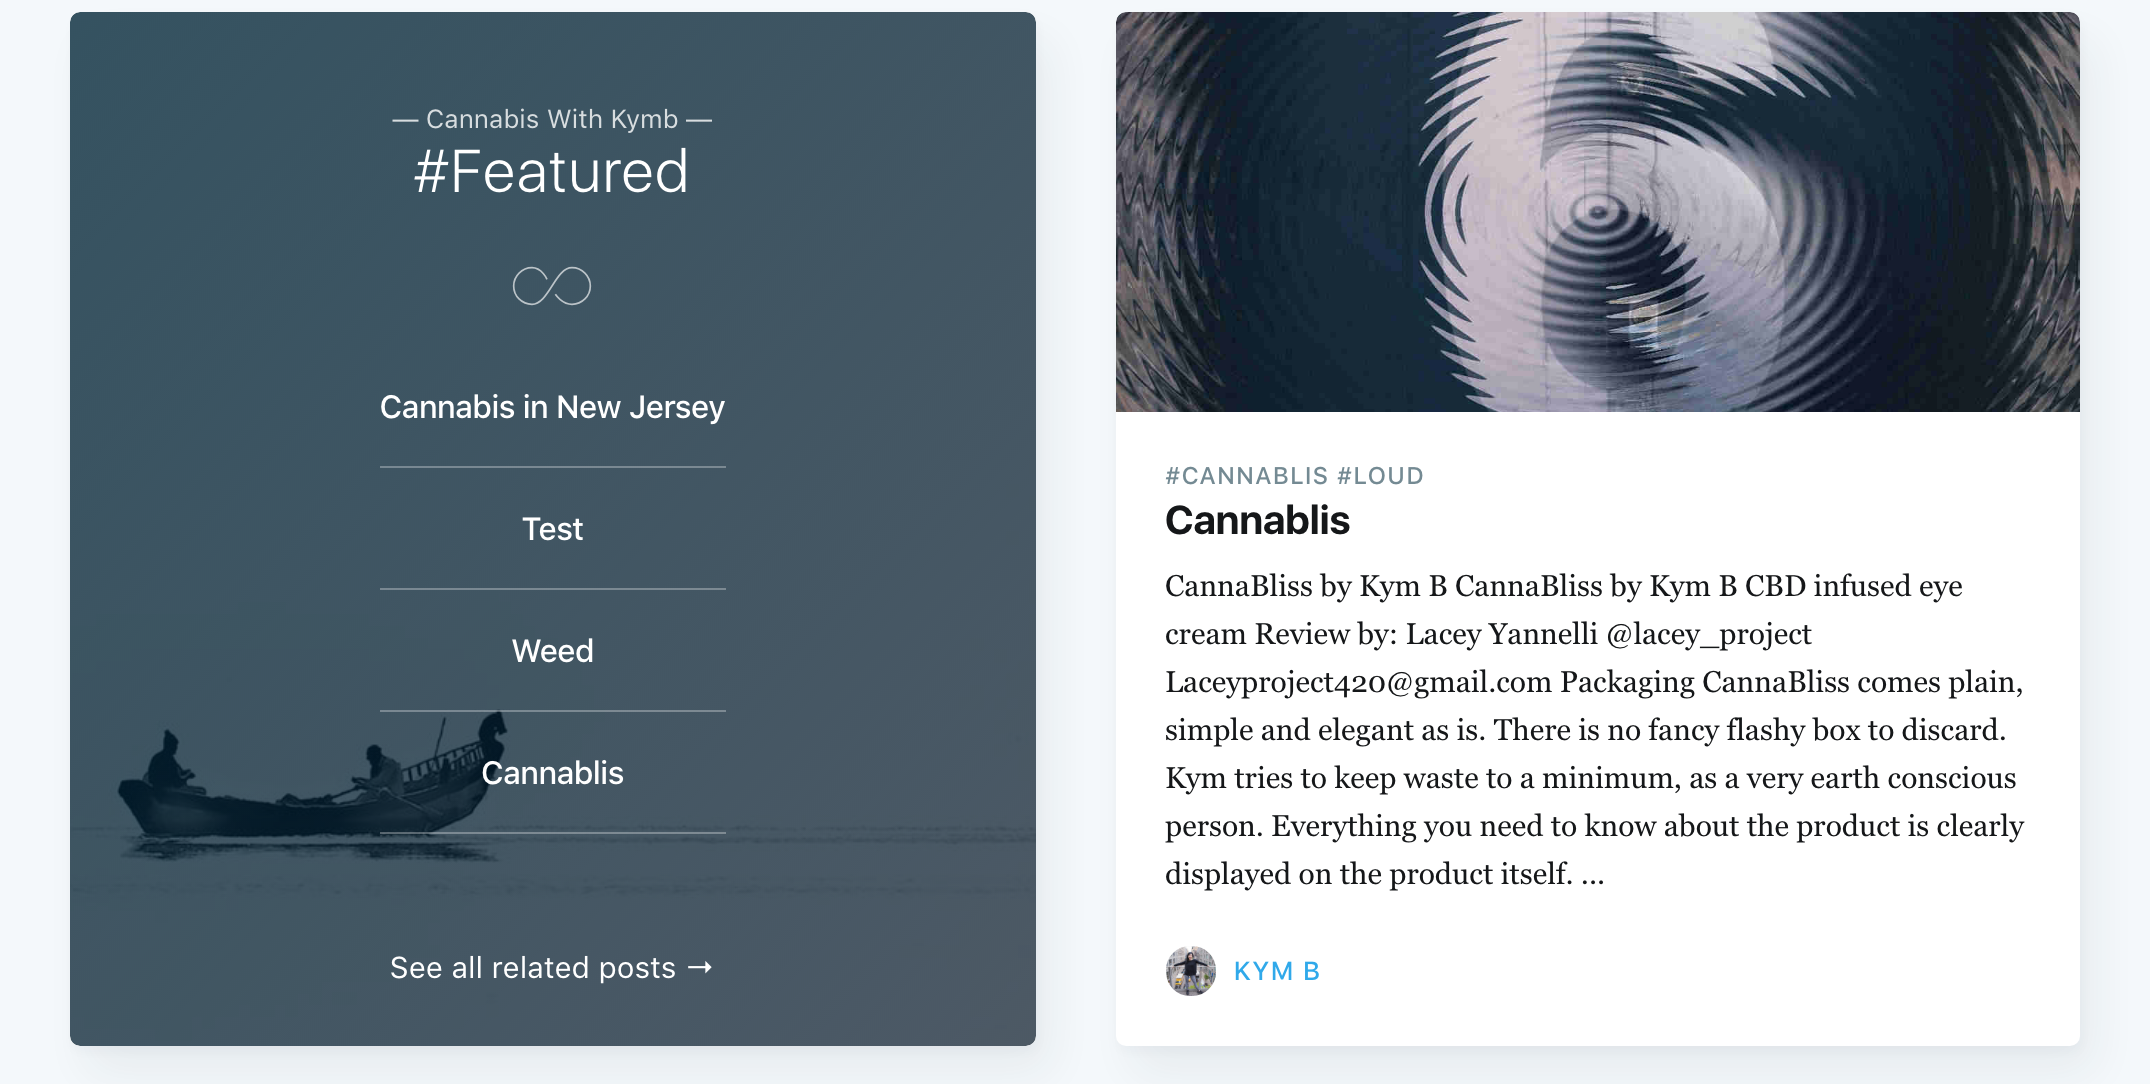 — Cannabis With Kymb —
#Featured
Cannabis in New Jersey
Test
Weed
Cannablis
See all related posts →
#CANNABLIS #LOUD
Cannablis
CannaBliss by Kym B CannaBliss by Kym B CBD infused eye
cream Review by: Lacey Yannelli @lacey_project
Laceyproject420@gmail.com Packaging CannaBliss comes plain,
simple and elegant as is. There is no fancy flashy box to discard.
Kym tries to keep waste to a minimum, as a very earth conscious
person. Everything you need to know about the product is clearly
displayed on the product itself. ...
KYM B